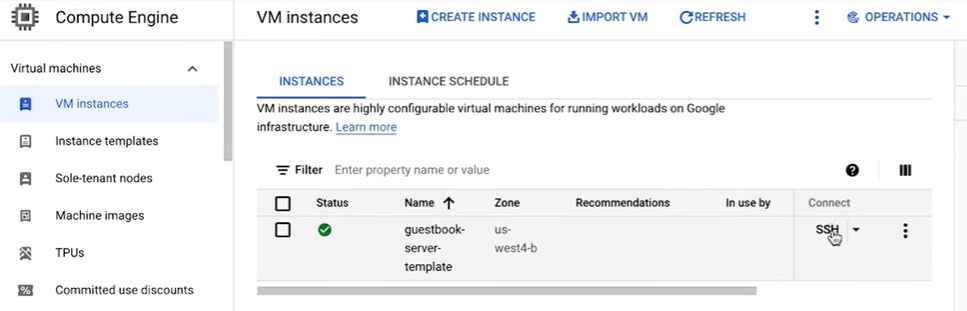 Compute Engine
VM instances
CREATE INSTANCE
IMPORT VM
REFRESH
OPERATIONS
Virtual machines
VM instances
Instance templates
Sole-tenant nodes
Machine images
TPUs
Committed use discounts
INSTANCES
INSTANCE SCHEDULE
VM instances are highly configurable virtual machines for running workloads on Google
infrastructure. Learn more
Filter Enter property name or value
Status Name Zone Recommendations In use by Connect
guestbook- us- SSH
server- west4-b
template